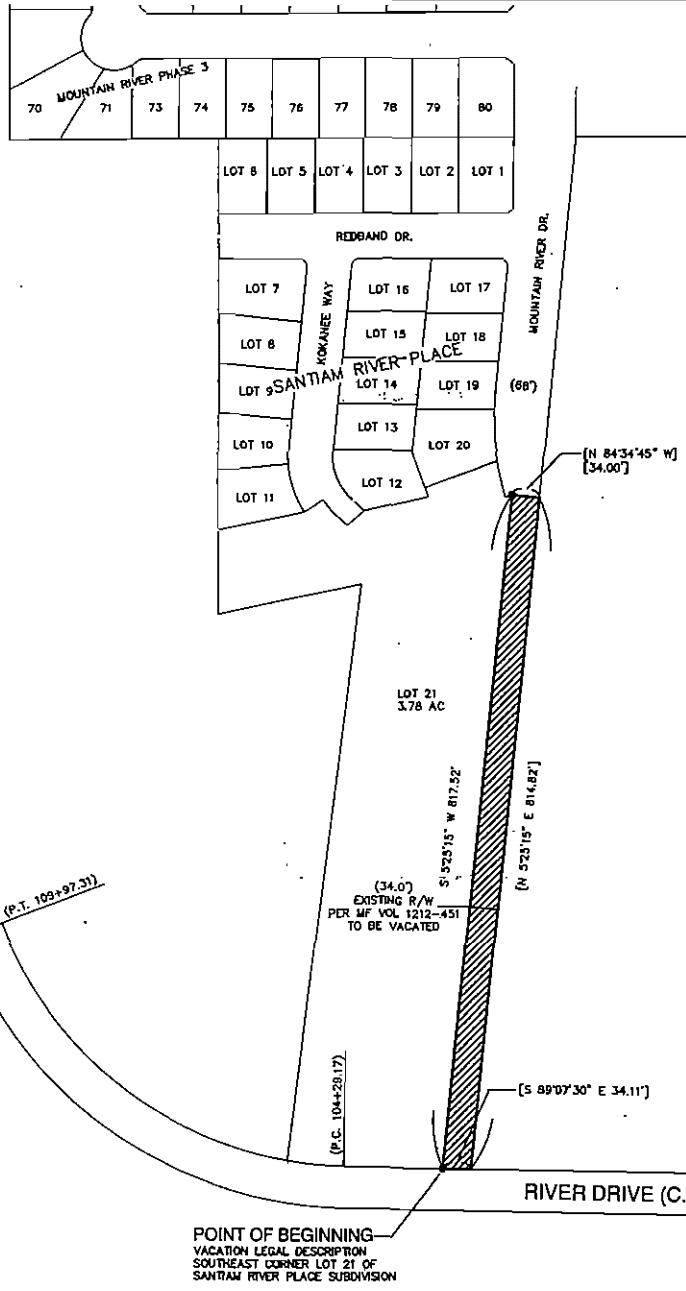 MOUNTAIN RIVER PHASE 3
70
71
73
74
75
76
77
78
79
80
LOT 6
LOT 5
LOT 4
LOT 3
LOT 2
LOT 1
REDBAND DR.
MOUNTAIN RIVER DR.
LOT 7
KOKANEE WAY
LOT 16
LOT 17
LOT 8
LOT 15
LOT 18
SANTIAM RIVER PLACE
LOT 9
LOT 14
LOT 19
(68')
LOT 10
LOT 13
LOT 20
LOT 11
LOT 12
[N 84°34'45" W]
[34.00']
LOT 21
3.78 AC
S 5°25'15" W 817.52'
[N 5°25'15" E 814.82']
(34.0')
EXISTING R/W
PER MF VOL 1212-451
TO BE VACATED
(P.T. 109+97.31)
(P.C. 104+29.17)
[S 89°07'30" E 34.11']
RIVER DRIVE (C.
POINT OF BEGINNING
VACATION LEGAL DESCRIPTION
SOUTHEAST CORNER LOT 21 OF
SANTIAM RIVER PLACE SUBDIVISION